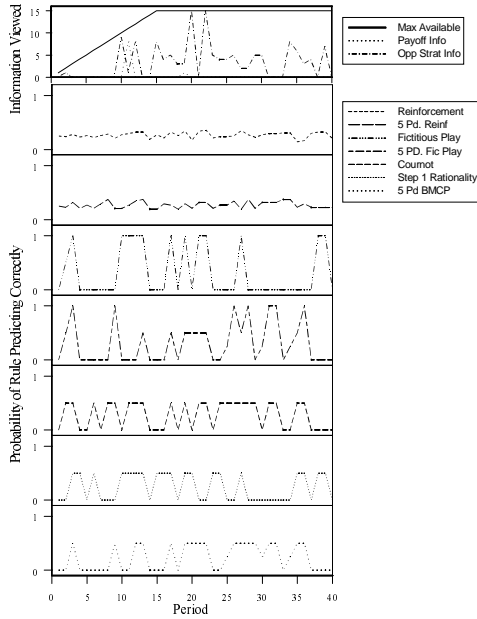 Information Viewed
15
10
5
0
Max Available
Payoff Info
Opp Strat Info
Probability of Rule Predicting Correctly
1
0
1
0
1
0
1
0
1
0
1
0
1
0
Reinforcement
5 Pd. Reinf
Fictitious Play
5 PD. Fic Play
Cournot
Step 1 Rationality
5 Pd BMCP
0 5 10 15 20 25 30 35 40
Period